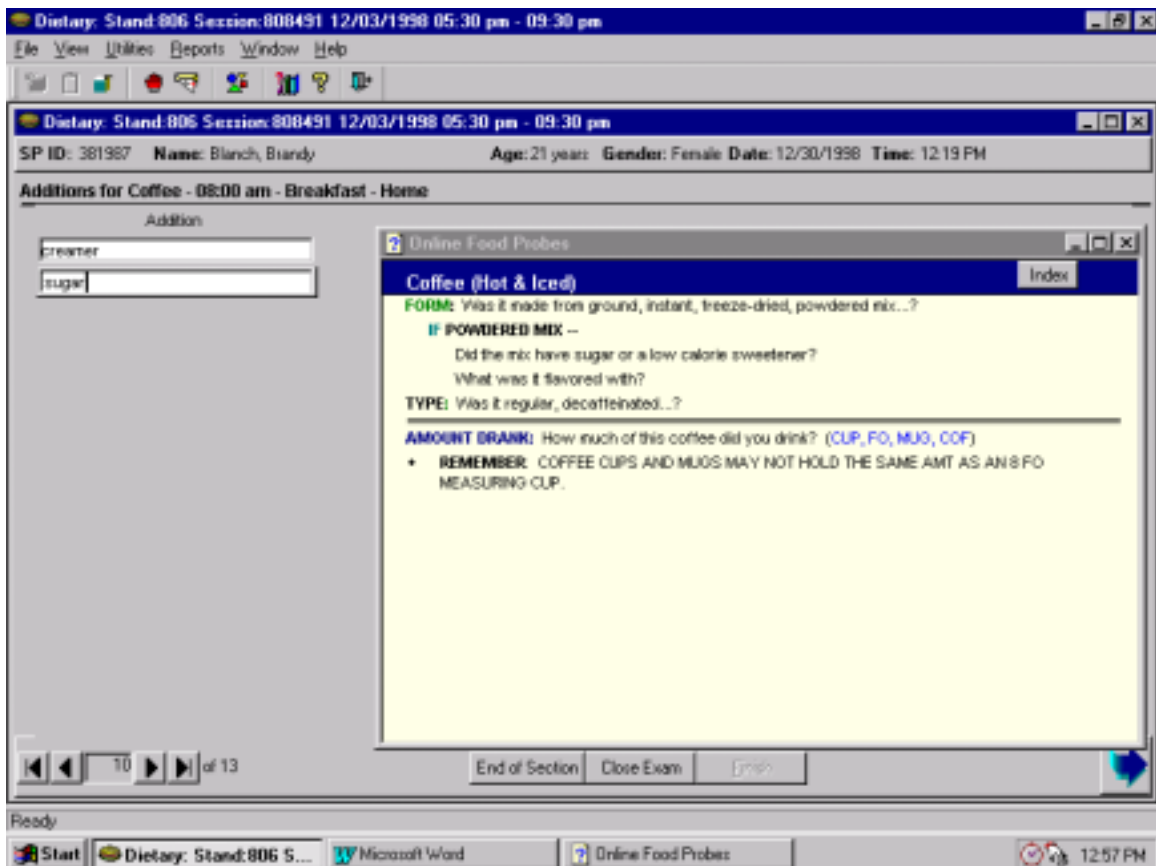 Dietary: Stand:806 Session:808491 12/03/1998 05:30 pm - 09:30 pm
File View Utilities Reports Window Help
Dietary: Stand:806 Session:808491 12/03/1998 05:30 pm - 09:30 pm
SP ID: 381987 Name: Blanch, Brandy Age: 21 years Gender: Female Date: 12/30/1998 Time: 12:19 PM
Additions for Coffee - 08:00 am - Breakfast - Home
Addition
creamer
sugar
Online Food Probes
Coffee (Hot & Iced) Index
FORM: Was it made from ground, instant, freeze-dried, powdered mix...?
IF POWDERED MIX --
Did the mix have sugar or a low calorie sweetener?
What was it flavored with?
TYPE: Was it regular, decaffeinated...?
AMOUNT DRANK: How much of this coffee did you drink? (CUP, FO, MUG, COF)
• REMEMBER: COFFEE CUPS AND MUGS MAY NOT HOLD THE SAME AMT AS AN 8 FO
MEASURING CUP.
10 of 13 End of Section Close Exam Finish
Ready
Start Dietary: Stand:806 S... Microsoft Word Online Food Probes 12:57 PM